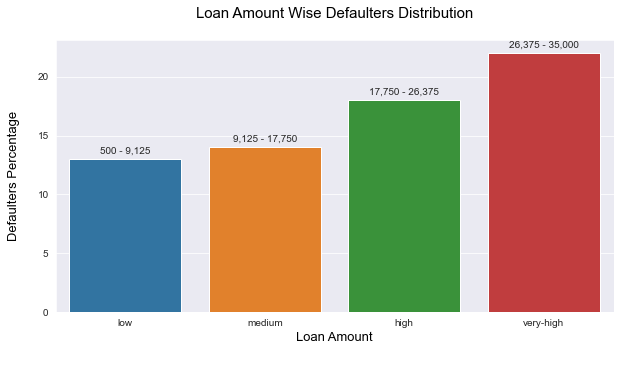 Loan Amount Wise Defaulters Distribution
26,375 - 35,000
17,750 - 26,375
9,125 - 17,750
500 - 9,125
Defaulters Percentage
20
15
10
5
0
low medium high very-high
Loan Amount